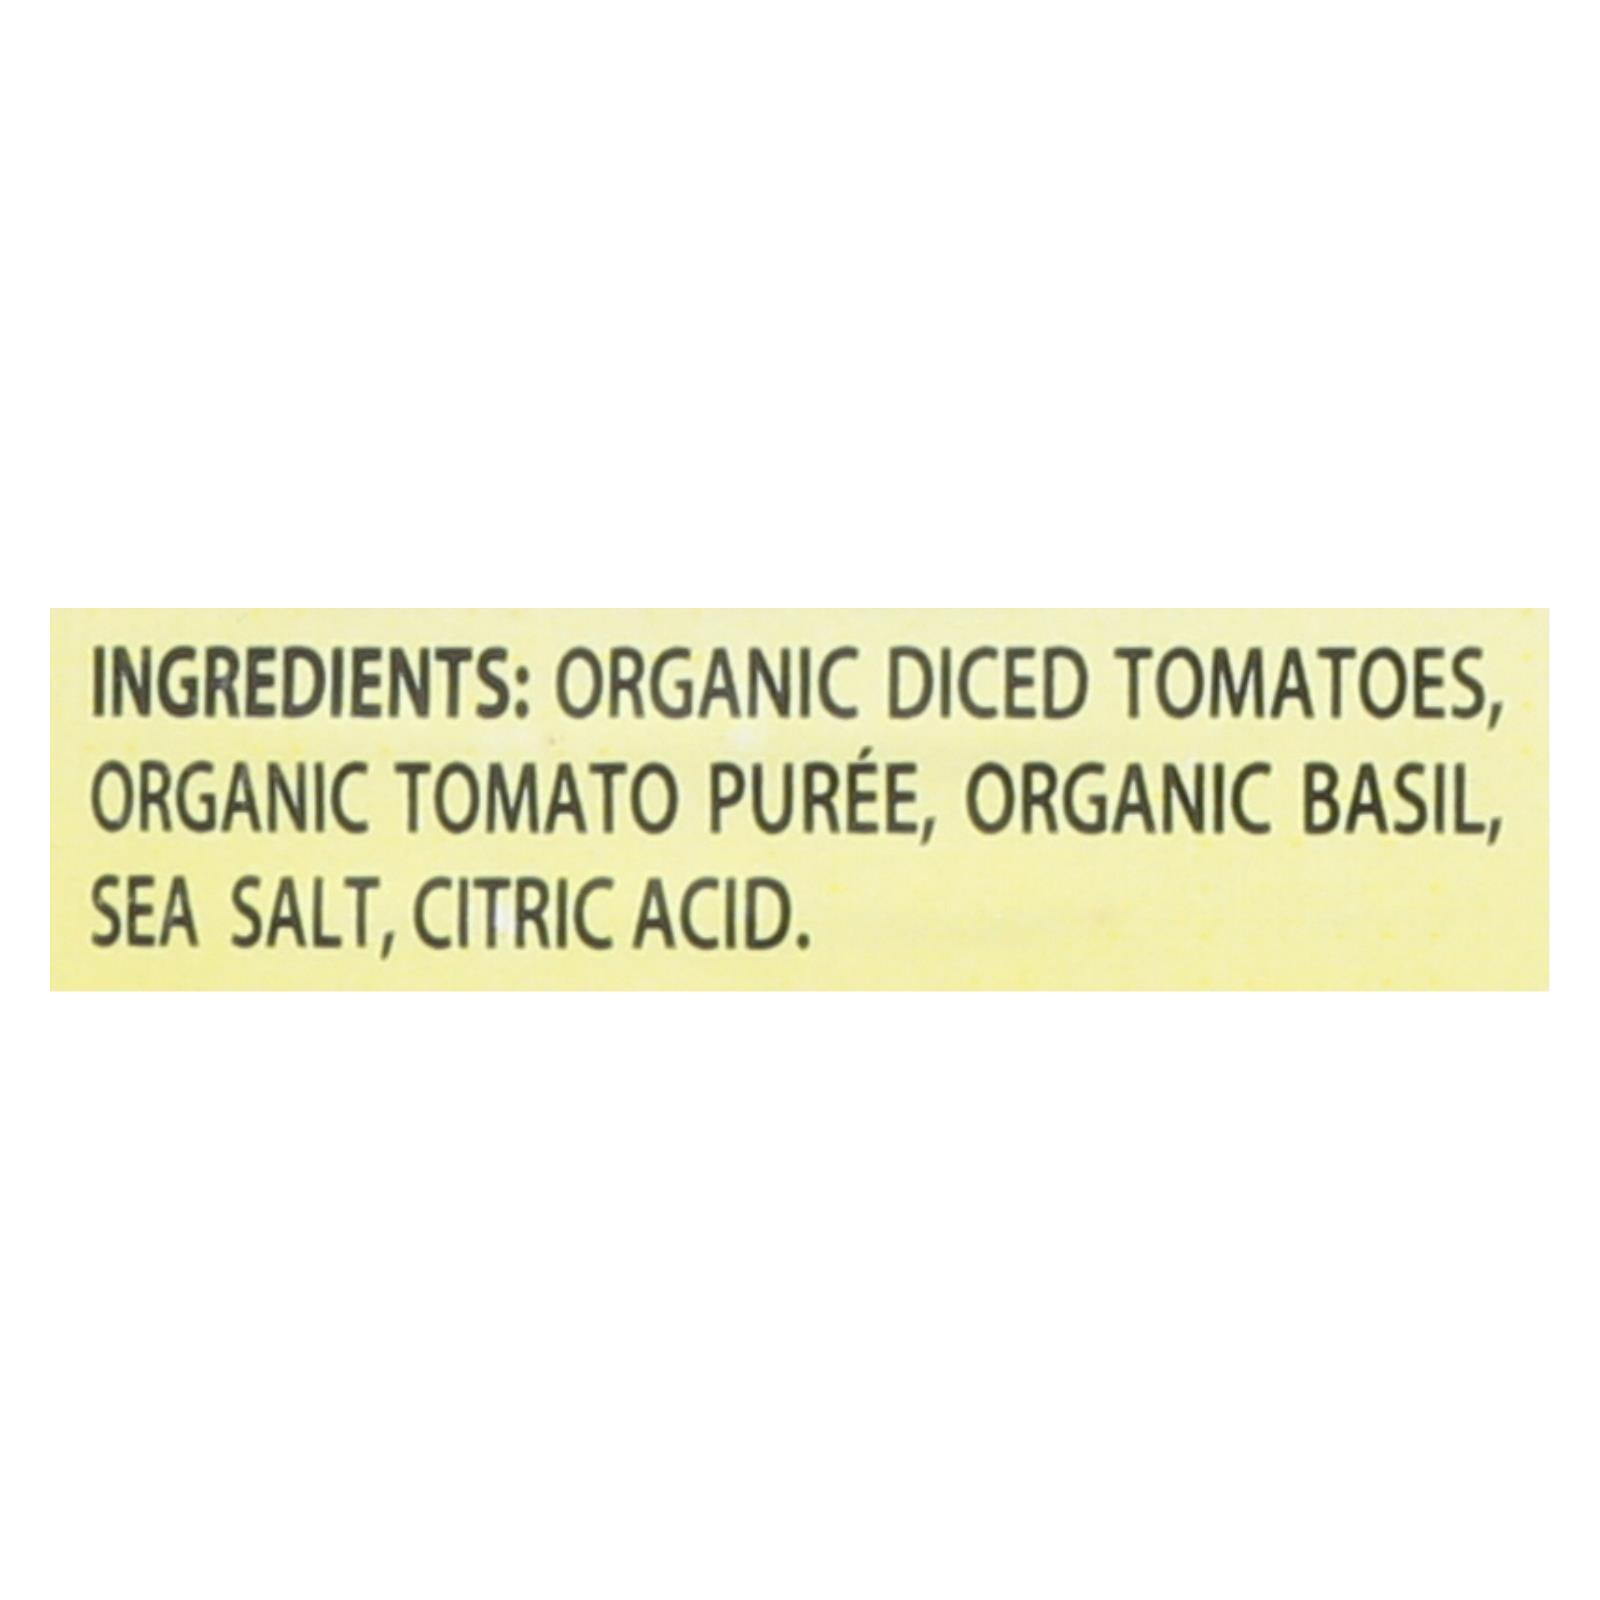 INGREDIENTS: ORGANIC DICED TOMATOES,
ORGANIC TOMATO PURÉE, ORGANIC BASIL,
SEA SALT, CITRIC ACID.